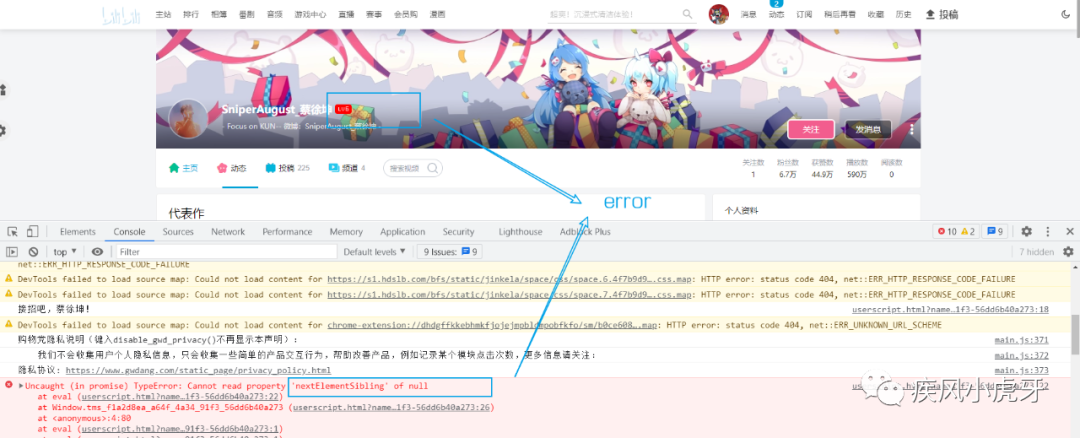 主站 排行 相簿 番剧 音频 游戏中心 直播 赛事 会员购 漫画 消息 动态 2 订阅 稍后再看 收藏 历史 投稿
SniperAugust_蔡徐坤 LV6
Focus on KUN
SniperAugust_蔡徐坤
关注 发消息
主页 动态 投稿 225 频道 4 搜索视频
关注数 粉丝数 获赞数 播放数 阅读数
1 6.7万 44.9万 590万 0
error
代表作 个人资料
Elements Console Sources Network Performance Memory Application Security Lighthouse Adblock Plus 10 2 9
top Filter Default levels 9 Issues: 9 7 hidden
net::ERR_HTTP_RESPONSE_CODE_FAILURE
DevTools failed to load source map: Could not load content for https://s1.hdslb.com/bfs/static/jinkela/space/css/space.6.4f7b9d9….css.map: HTTP error: status code 404, net::ERR_HTTP_RESPONSE_CODE_FAILURE
DevTools failed to load source map: Could not load content for https://s1.hdslb.com/bfs/static/jinkela/space/css/space.7.4f7b9d9….css.map: HTTP error: status code 404, net::ERR_HTTP_RESPONSE_CODE_FAILURE
接招吧，蔡徐坤! userscript.html?name…1f3-56dd6b40a273:18
DevTools failed to load source map: Could not load content for chrome-extension://dhdgffkkebhmkfjojejmpbldmpobfkfo/sm/b0ce608….map: HTTP error: status code 404, net::ERR_UNKNOWN_URL_SCHEME
购物党隐私说明（键入disable_gwd_privacy()不再显示本声明）： main.js:371
我们不会收集用户个人隐私信息，只会收集一些简单的产品交互行为，帮助改善产品，例如记录某个模块点击次数，更多信息请关注： main.js:372
隐私协议: https://www.gwdang.com/static_page/privacy_policy.html main.js:373
Uncaught (in promise) TypeError: Cannot read property 'nextElementSibling' of null
at eval (userscript.html?name…1f3-56dd6b40a273:22)
at Window.tms_f1a2d8ea_a64f_4a34_91f3_56dd6b40a273 (userscript.html?name…1f3-56dd6b40a273:26)
at <anonymous>:4:80
at eval (userscript.html?name…91f3-56dd6b40a273:1)
疾风小虎牙